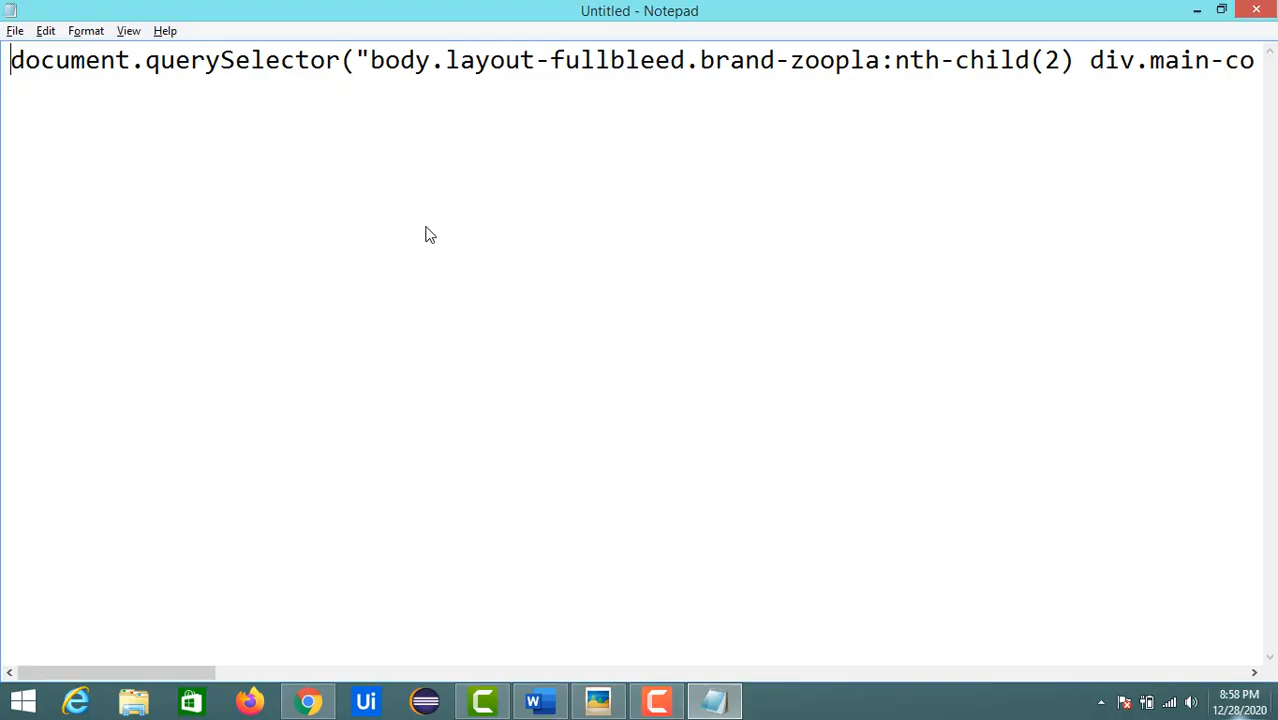 Untitled - Notepad
File Edit Format View Help
document.querySelector("body.layout-fullbleed.brand-zoopla:nth-child(2) div.main-co
Ui
8:58 PM
12/28/2020